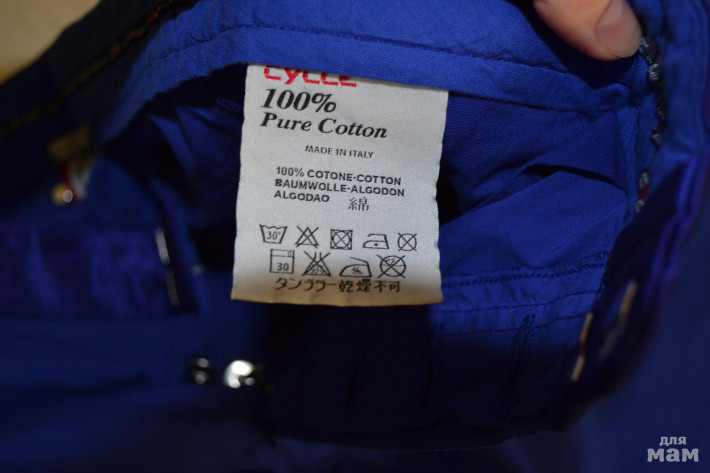 CYCLE
100%
Pure Cotton
MADE IN ITALY
100% COTONE-COTTON
BAUMWOLLE-ALGODON
ALGODAO 綿
30°
30
タンブラー乾燥不可
для
мам